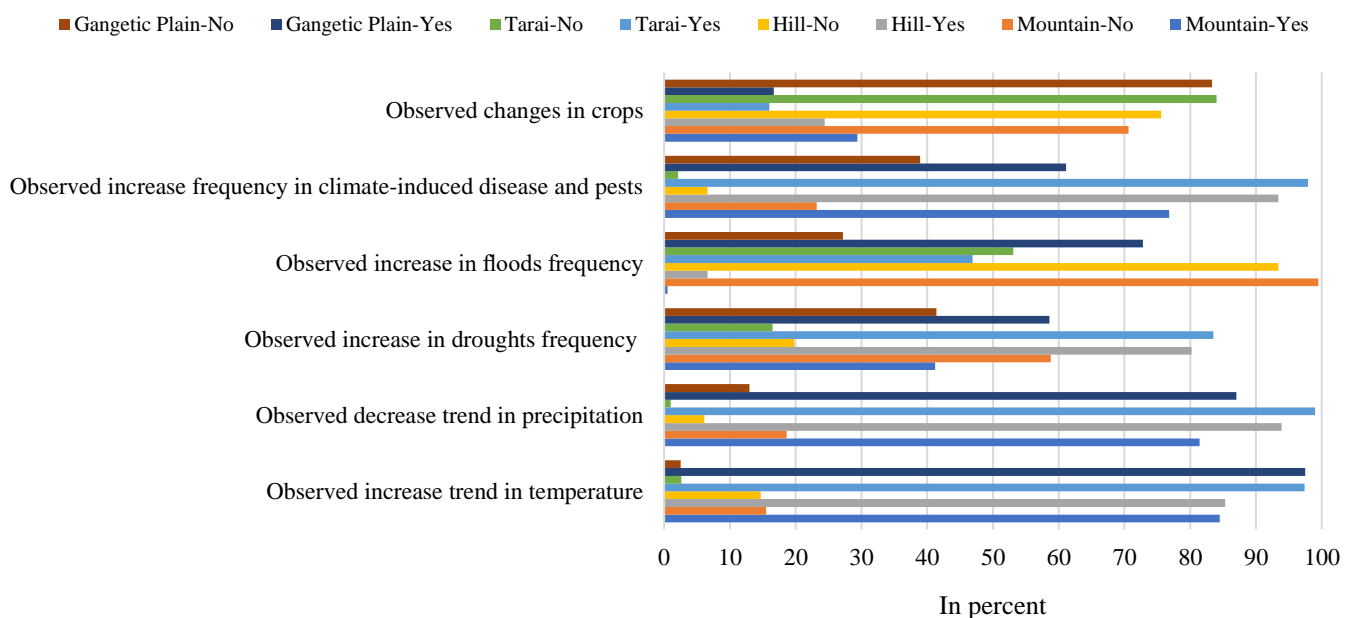 Gangetic Plain-No Gangetic Plain-Yes Tarai-No Tarai-Yes Hill-No Hill-Yes Mountain-No Mountain-Yes
Observed changes in crops
Observed increase frequency in climate-induced disease and pests
Observed increase in floods frequency
Observed increase in droughts frequency
Observed decrease trend in precipitation
Observed increase trend in temperature
0 10 20 30 40 50 60 70 80 90 100
In percent